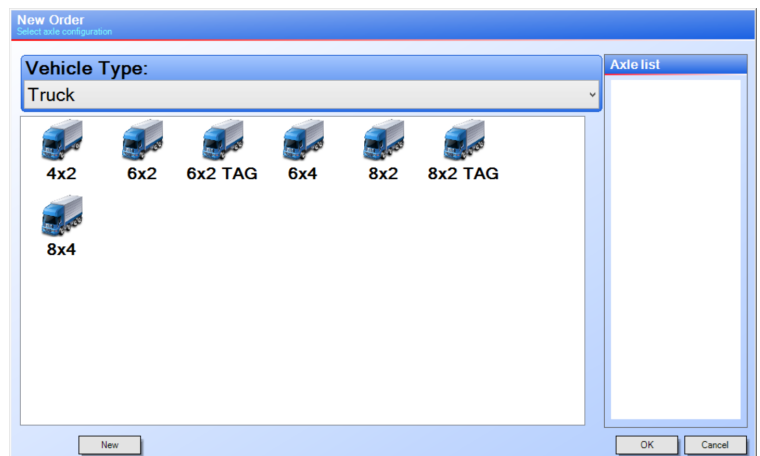 New Order
Select axle configuration
Vehicle Type:
Axle list
Truck
4x2 6x2 6x2 TAG 6x4 8x2 8x2 TAG
8x4
New OK Cancel